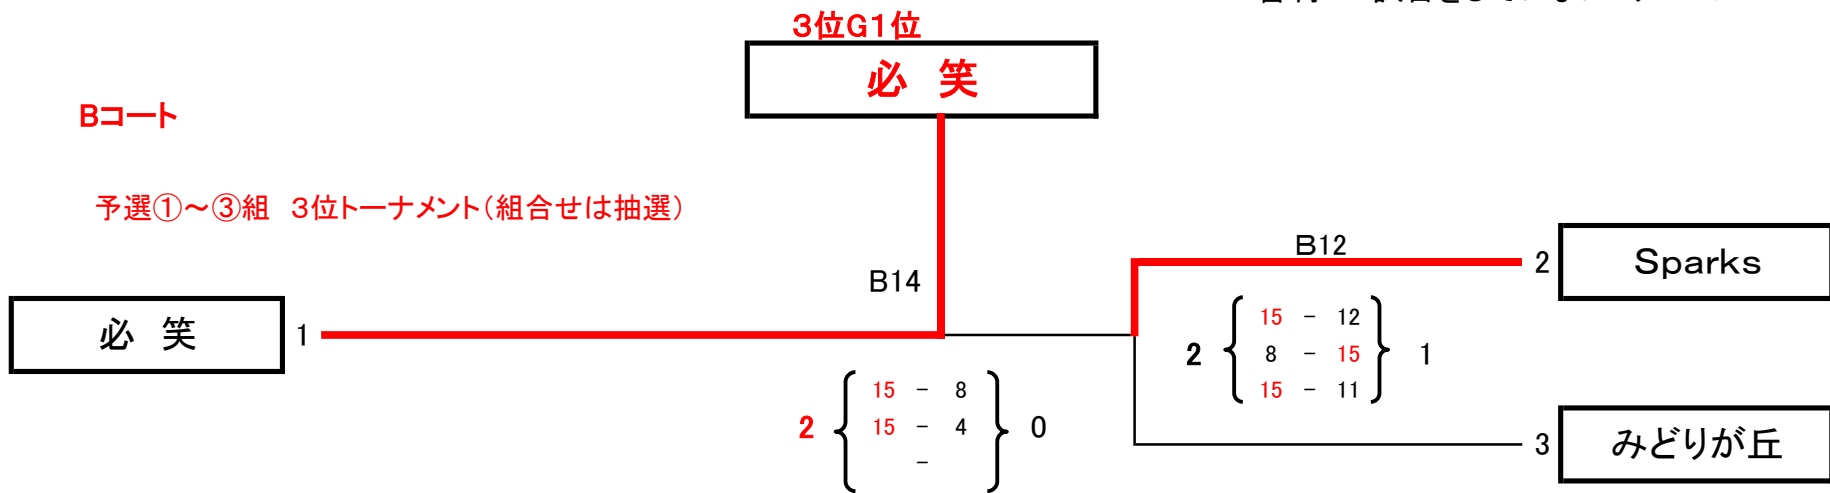 3位G1位
必 笑
Bコート
予選①～③組 3位トーナメント（組合せは抽選）
B12
2
Sparks
B14
必 笑
1
15 - 12
2 8 - 15 1
15 - 11
15 - 8
2 15 - 4 0
-
3
みどりが丘